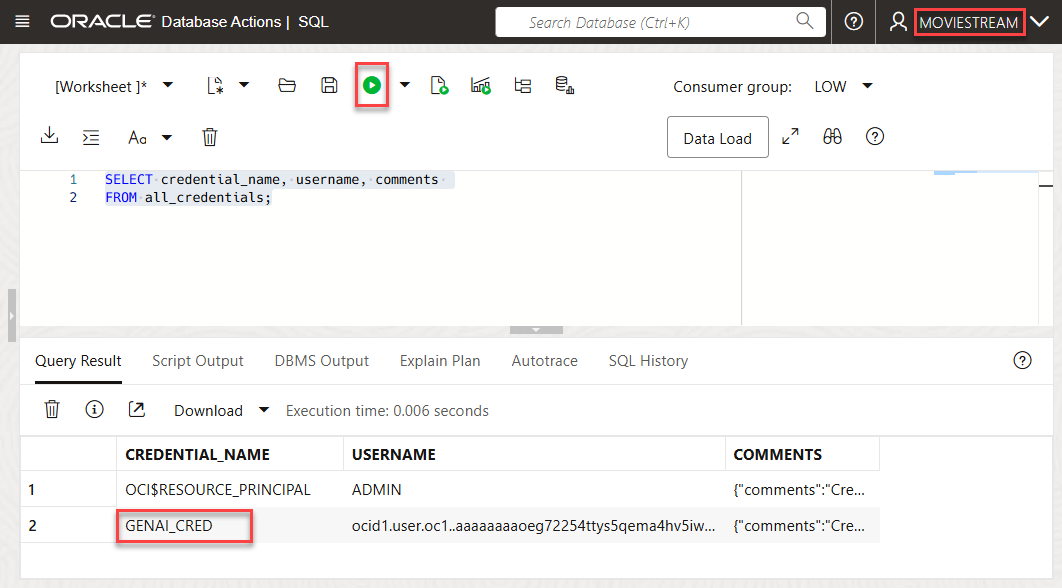 ORACLE Database Actions | SQL
Search Database (Ctrl+K)
MOVIESTREAM
[Worksheet ]*
Consumer group: LOW
Aa
Data Load
1 SELECT credential_name, username, comments
2 FROM all_credentials;
Query Result Script Output DBMS Output Explain Plan Autotrace SQL History
Download Execution time: 0.006 seconds
CREDENTIAL_NAME USERNAME COMMENTS
1 OCI$RESOURCE_PRINCIPAL ADMIN {"comments":"Cre...
2 GENAI_CRED ocid1.user.oc1..aaaaaaaaoeg72254ttys5qema4hv5iw... {"comments":"Cre...